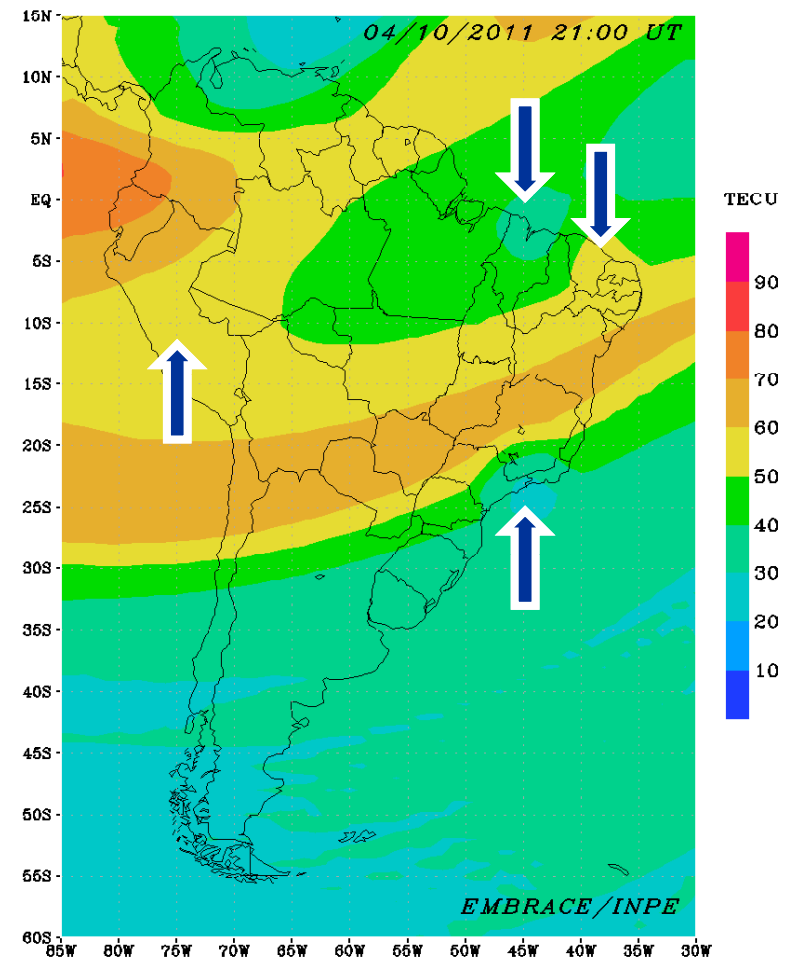 04/10/2011 21:00 UT
15N
10N
5N
EQ
5S
10S
15S
20S
25S
30S
35S
40S
45S
50S
55S
60S
85W 80W 75W 70W 65W 60W 55W 50W 45W 40W 35W 30W
TECU
90
80
70
60
50
40
30
20
10
EMBRACE/INPE